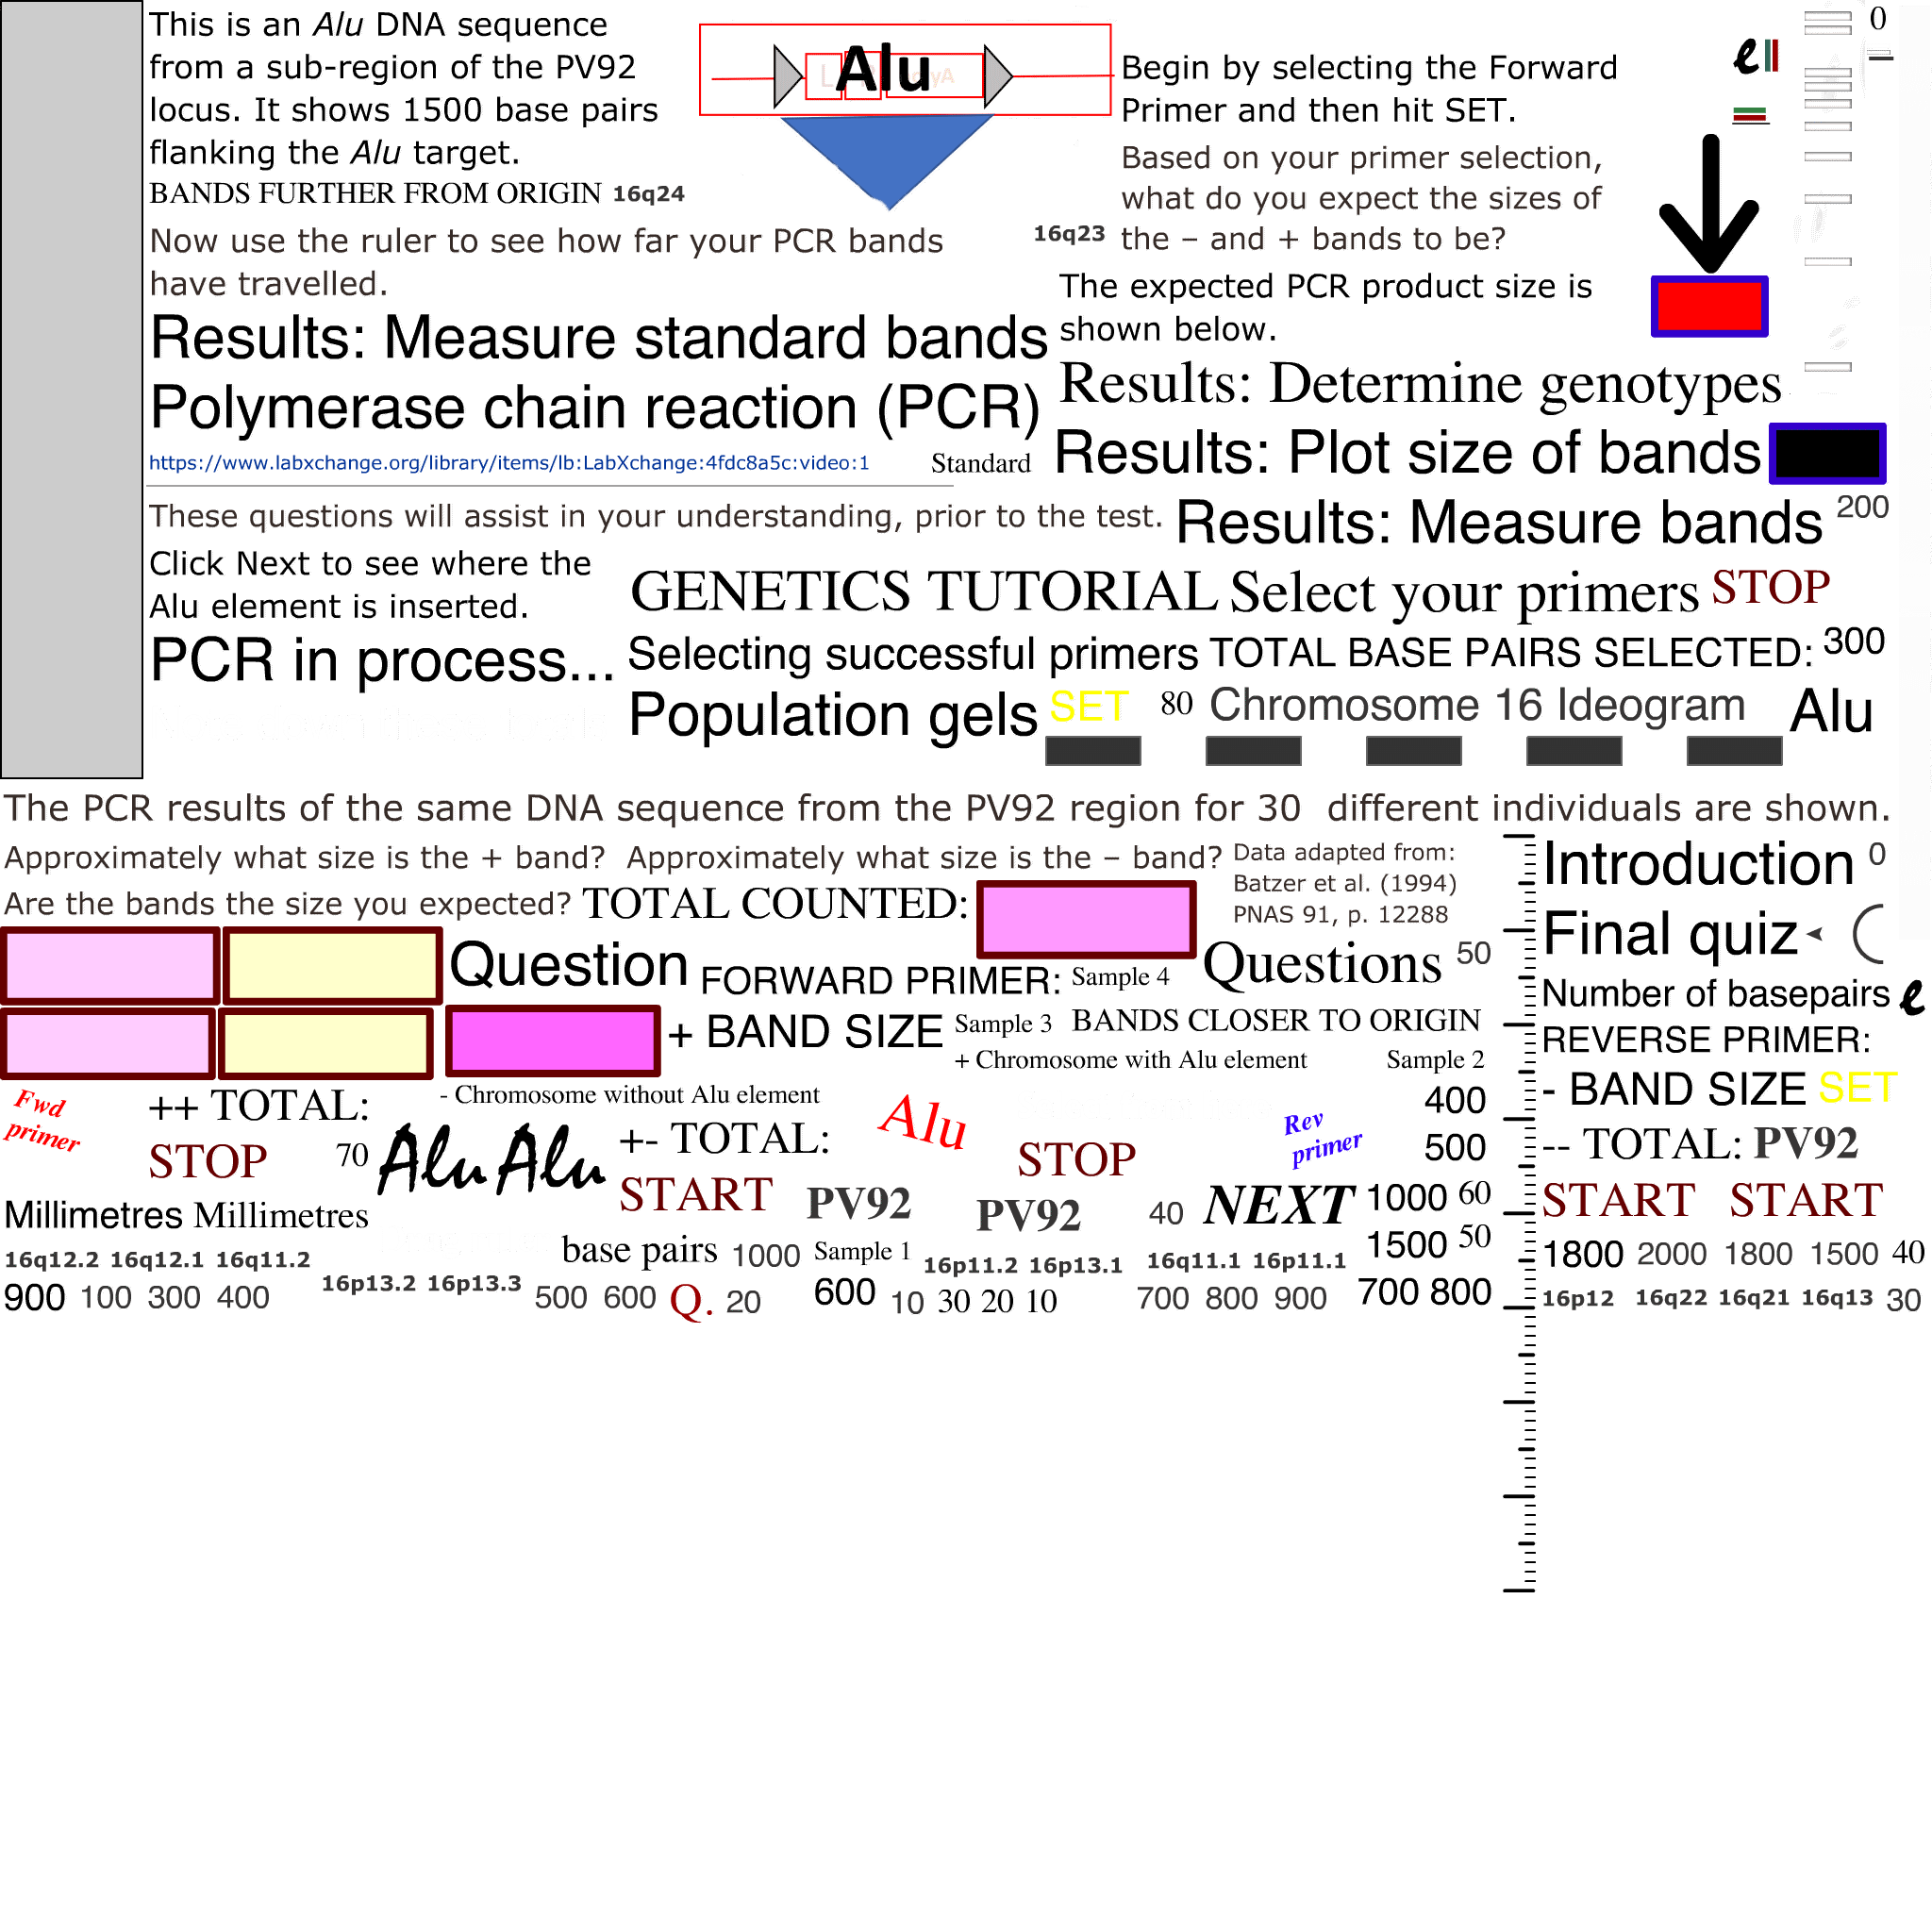 This is an Alu DNA sequence
from a sub-region of the PV92
locus. It shows 1500 base pairs
flanking the Alu target.
BANDS FURTHER FROM ORIGIN 16q24
Alu
Begin by selecting the Forward
Primer and then hit SET.
Based on your primer selection,
what do you expect the sizes of
16q23 the – and + bands to be?
0
Now use the ruler to see how far your PCR bands
have travelled.
The expected PCR product size is
shown below.
Results: Measure standard bands
Results: Determine genotypes
Polymerase chain reaction (PCR)
Results: Plot size of bands
https://www.labxchange.org/library/items/lb:LabXchange:4fdc8a5c:video:1 Standard
These questions will assist in your understanding, prior to the test.
Results: Measure bands 200
Click Next to see where the
Alu element is inserted.
GENETICS TUTORIAL Select your primers STOP
PCR in process...
Selecting successful primers TOTAL BASE PAIRS SELECTED: 300
Population gels SET 80 Chromosome 16 Ideogram Alu
The PCR results of the same DNA sequence from the PV92 region for 30 different individuals are shown.
Approximately what size is the + band? Approximately what size is the – band?
Data adapted from:
Batzer et al. (1994)
PNAS 91, p. 12288
Introduction 0
Are the bands the size you expected? TOTAL COUNTED:
Final quiz
Question FORWARD PRIMER: Sample 4 Questions 50
Number of basepairs e
+ BAND SIZE Sample 3 BANDS CLOSER TO ORIGIN
REVERSE PRIMER:
+ Chromosome with Alu element Sample 2
- BAND SIZE SET
Fwd
primer
++ TOTAL:
- Chromosome without Alu element
Alu
Rev
primer
400
STOP 70 Alu Alu +- TOTAL:
STOP
500
-- TOTAL: PV92
START PV92 PV92 40 NEXT 1000 60
START START
Millimetres Millimetres
base pairs 1000 Sample 1
1500 50
1800 2000 1800 1500 40
16q12.2 16q12.1 16q11.2
16p13.2 16p13.3
16p11.2 16p13.1 16q11.1 16p11.1
900 100 300 400
500 600 Q. 20 600 10 30 20 10 700 800 900 700 800
16p12 16q22 16q21 16q13 30